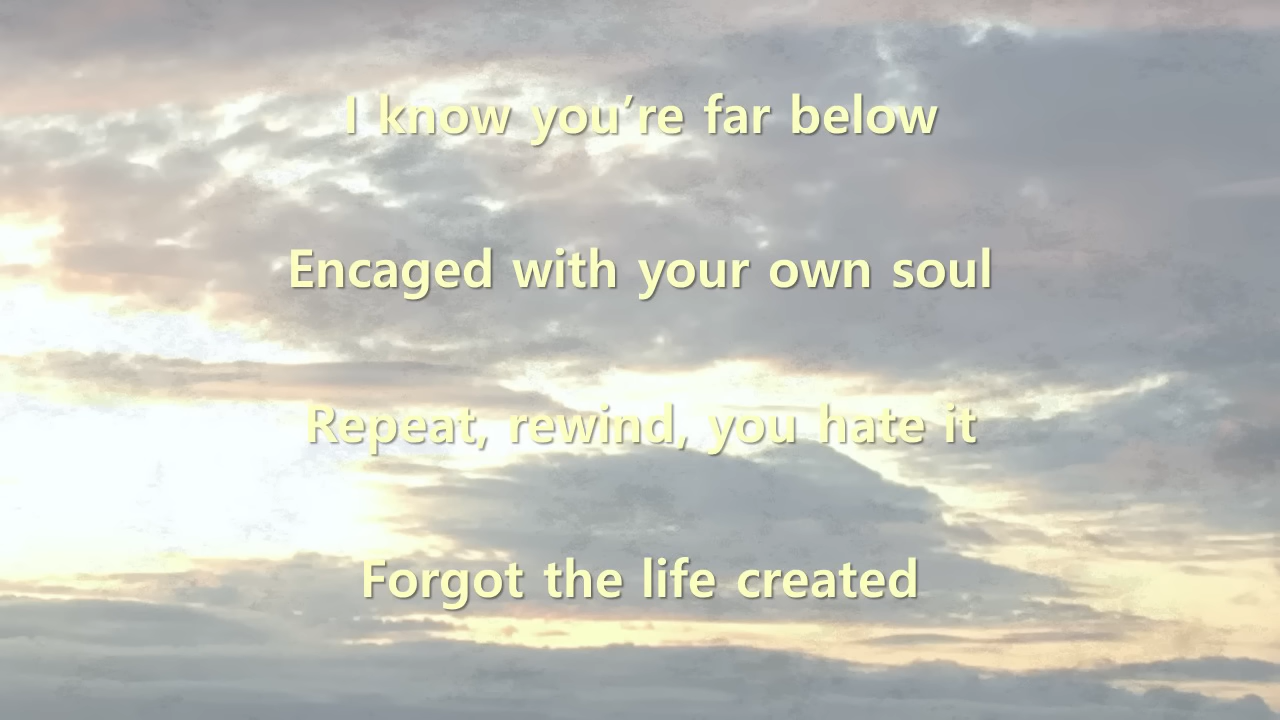 I know you’re far below
Encaged with your own soul
Repeat, rewind, you hate it
Forgot the life created